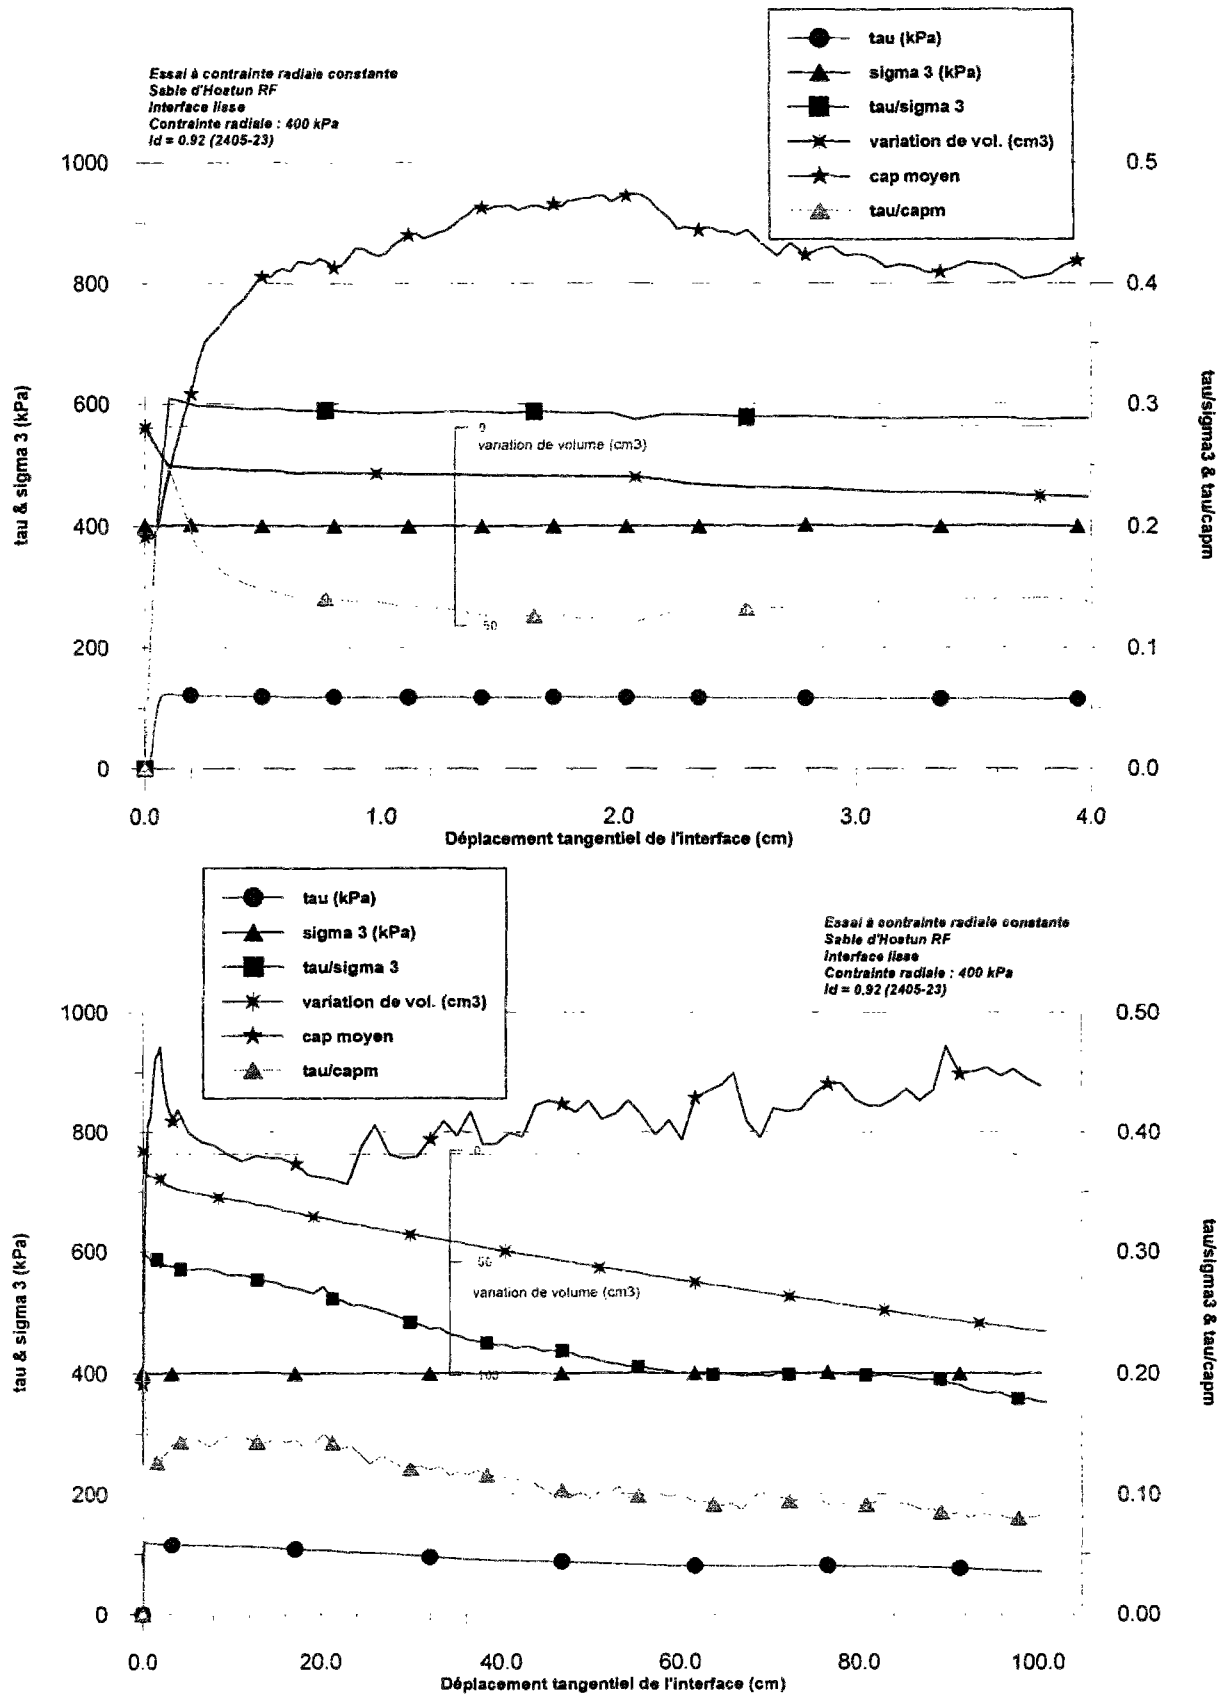 tau (kPa)
sigma 3 (kPa)
tau/sigma 3
variation de vol. (cm3)
cap moyen
tau/capm
Essai à contrainte radiale constante
Sable d'Hostun RF
Interface lisse
Contrainte radiale : 400 kPa
Id = 0.92 (2405-23)
1000
800
600
400
200
0
tau & sigma 3 (kPa)
0.5
0.4
0.3
0.2
0.1
0.0
tau/sigma3 & tau/capm
0
variation de volume (cm3)
50
0.0 1.0 2.0 3.0 4.0
Déplacement tangentiel de l'interface (cm)
tau (kPa)
sigma 3 (kPa)
tau/sigma 3
variation de vol. (cm3)
cap moyen
tau/capm
Essai à contrainte radiale constante
Sable d'Hostun RF
Interface lisse
Contrainte radiale : 400 kPa
Id = 0.92 (2405-23)
1000
800
600
400
200
0
tau & sigma 3 (kPa)
0.50
0.40
0.30
0.20
0.10
0.00
tau/sigma3 & tau/capm
0
50
variation de volume (cm3)
100
0.0 20.0 40.0 60.0 80.0 100.0
Déplacement tangentiel de l'interface (cm)